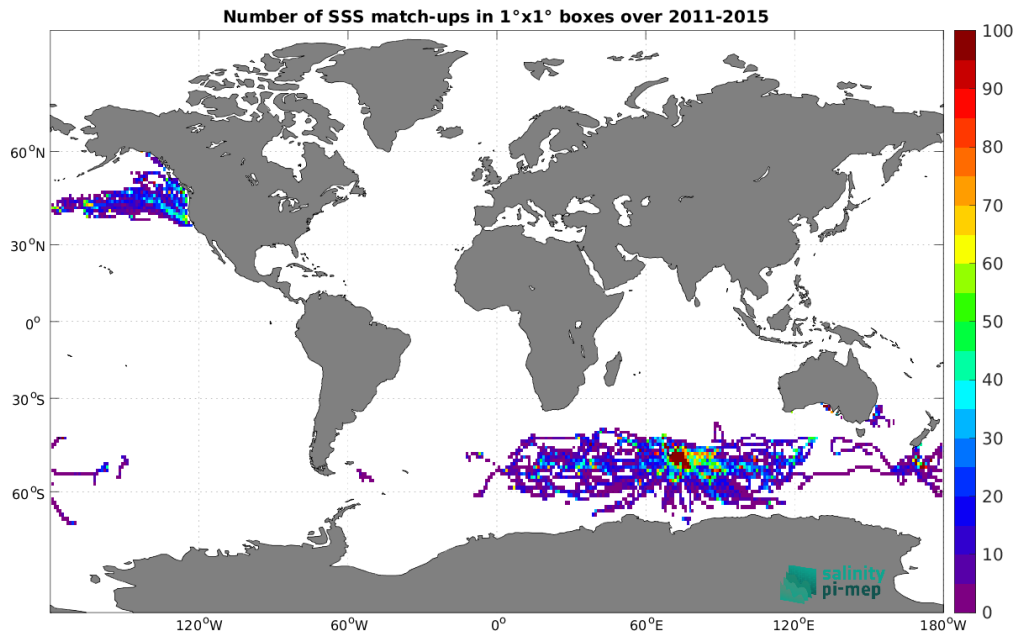 Number of SSS match-ups in 1°x1° boxes over 2011-2015
60°N
30°N
0°
30°S
60°S
120°W 60°W 0° 60°E 120°E 180°W
100
90
80
70
60
50
40
30
20
10
0
salinity
pi-mep